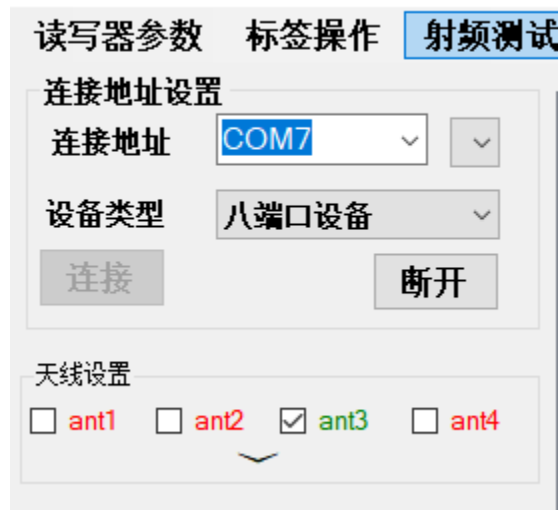 读写器参数 标签操作 射频测试
连接地址设置
连接地址 COM7
设备类型 八端口设备
连接 断开
天线设置
ant1 ant2 ant3 ant4